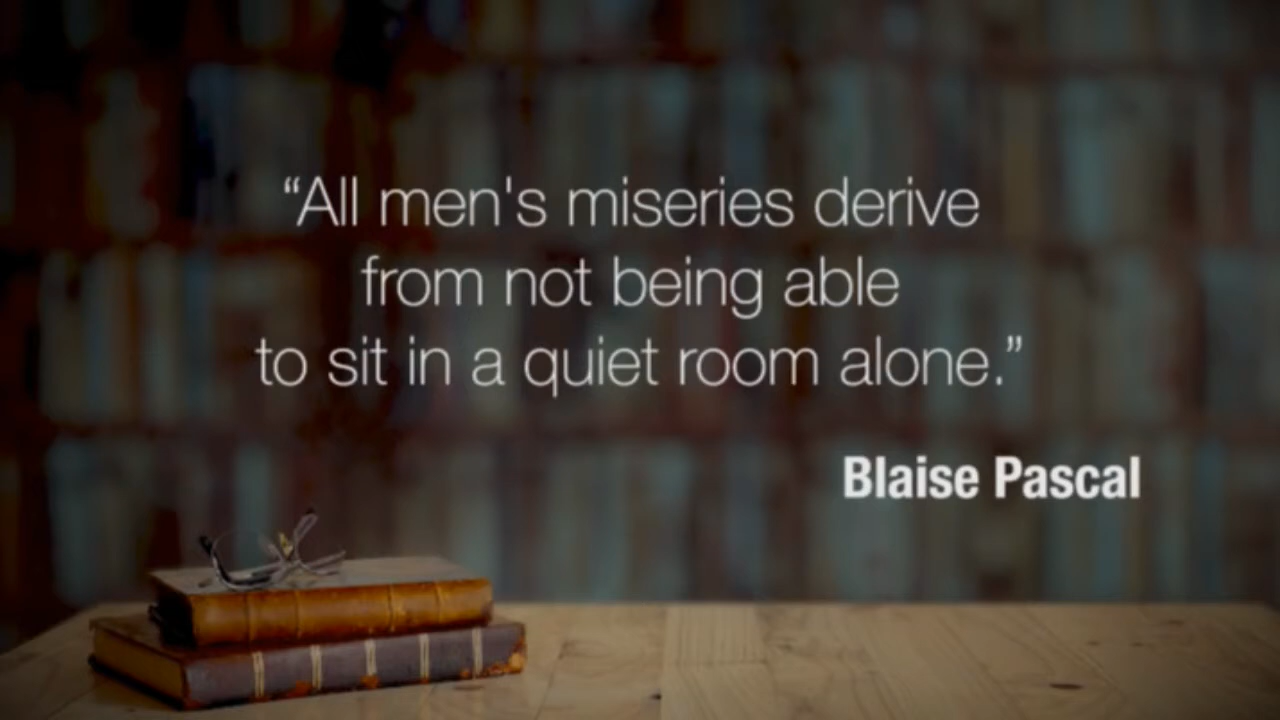 “All men's miseries derive
from not being able
to sit in a quiet room alone.”
Blaise Pascal